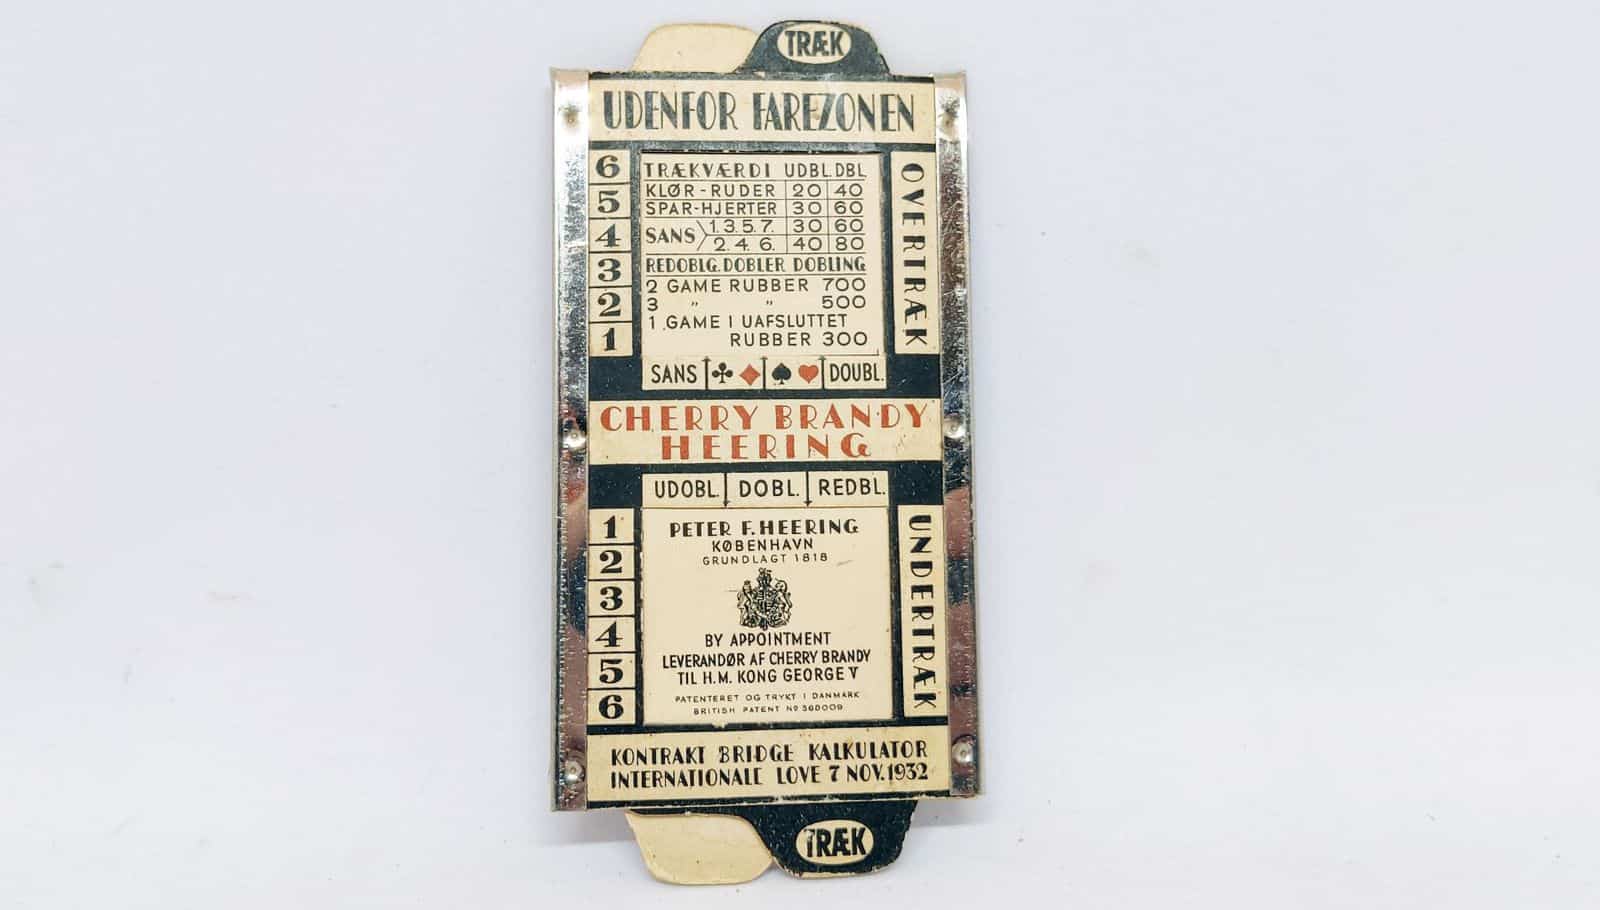 TRÆK
UDENFOR FAREZONEN
6
5
4
3
2
1
TRÆKVÆRDI UDBL. DBL
KLØR - RUDER 20 40
SPAR-HJERTER 30 60
SANS 1. 3. 5. 7. 30 60
2. 4. 6. 40 80
REDOBLG. DOBLER DOBLING
2 GAME RUBBER 700
3 " " 500
1. GAME I UAFSLUTTET
RUBBER 300
OVERTRÆK
SANS ♣ ♦ ♠ ♥ DOUBL.
CHERRY BRANDY
HEERING
UDOBL. DOBL. REDBL.
1
2
3
4
5
6
PETER F. HEERING
KØBENHAVN
GRUNDLAGT 1818
BY APPOINTMENT
LEVERANDØR AF CHERRY BRANDY
TIL H.M. KONG GEORGE V
PATENTERET OG TRYKT I DANMARK
BRITISH PATENT Nº 360009
UNDERTRÆK
KONTRAKT BRIDGE KALKULATOR
INTERNATIONALE LOVE 7 NOV. 1932
TRÆK